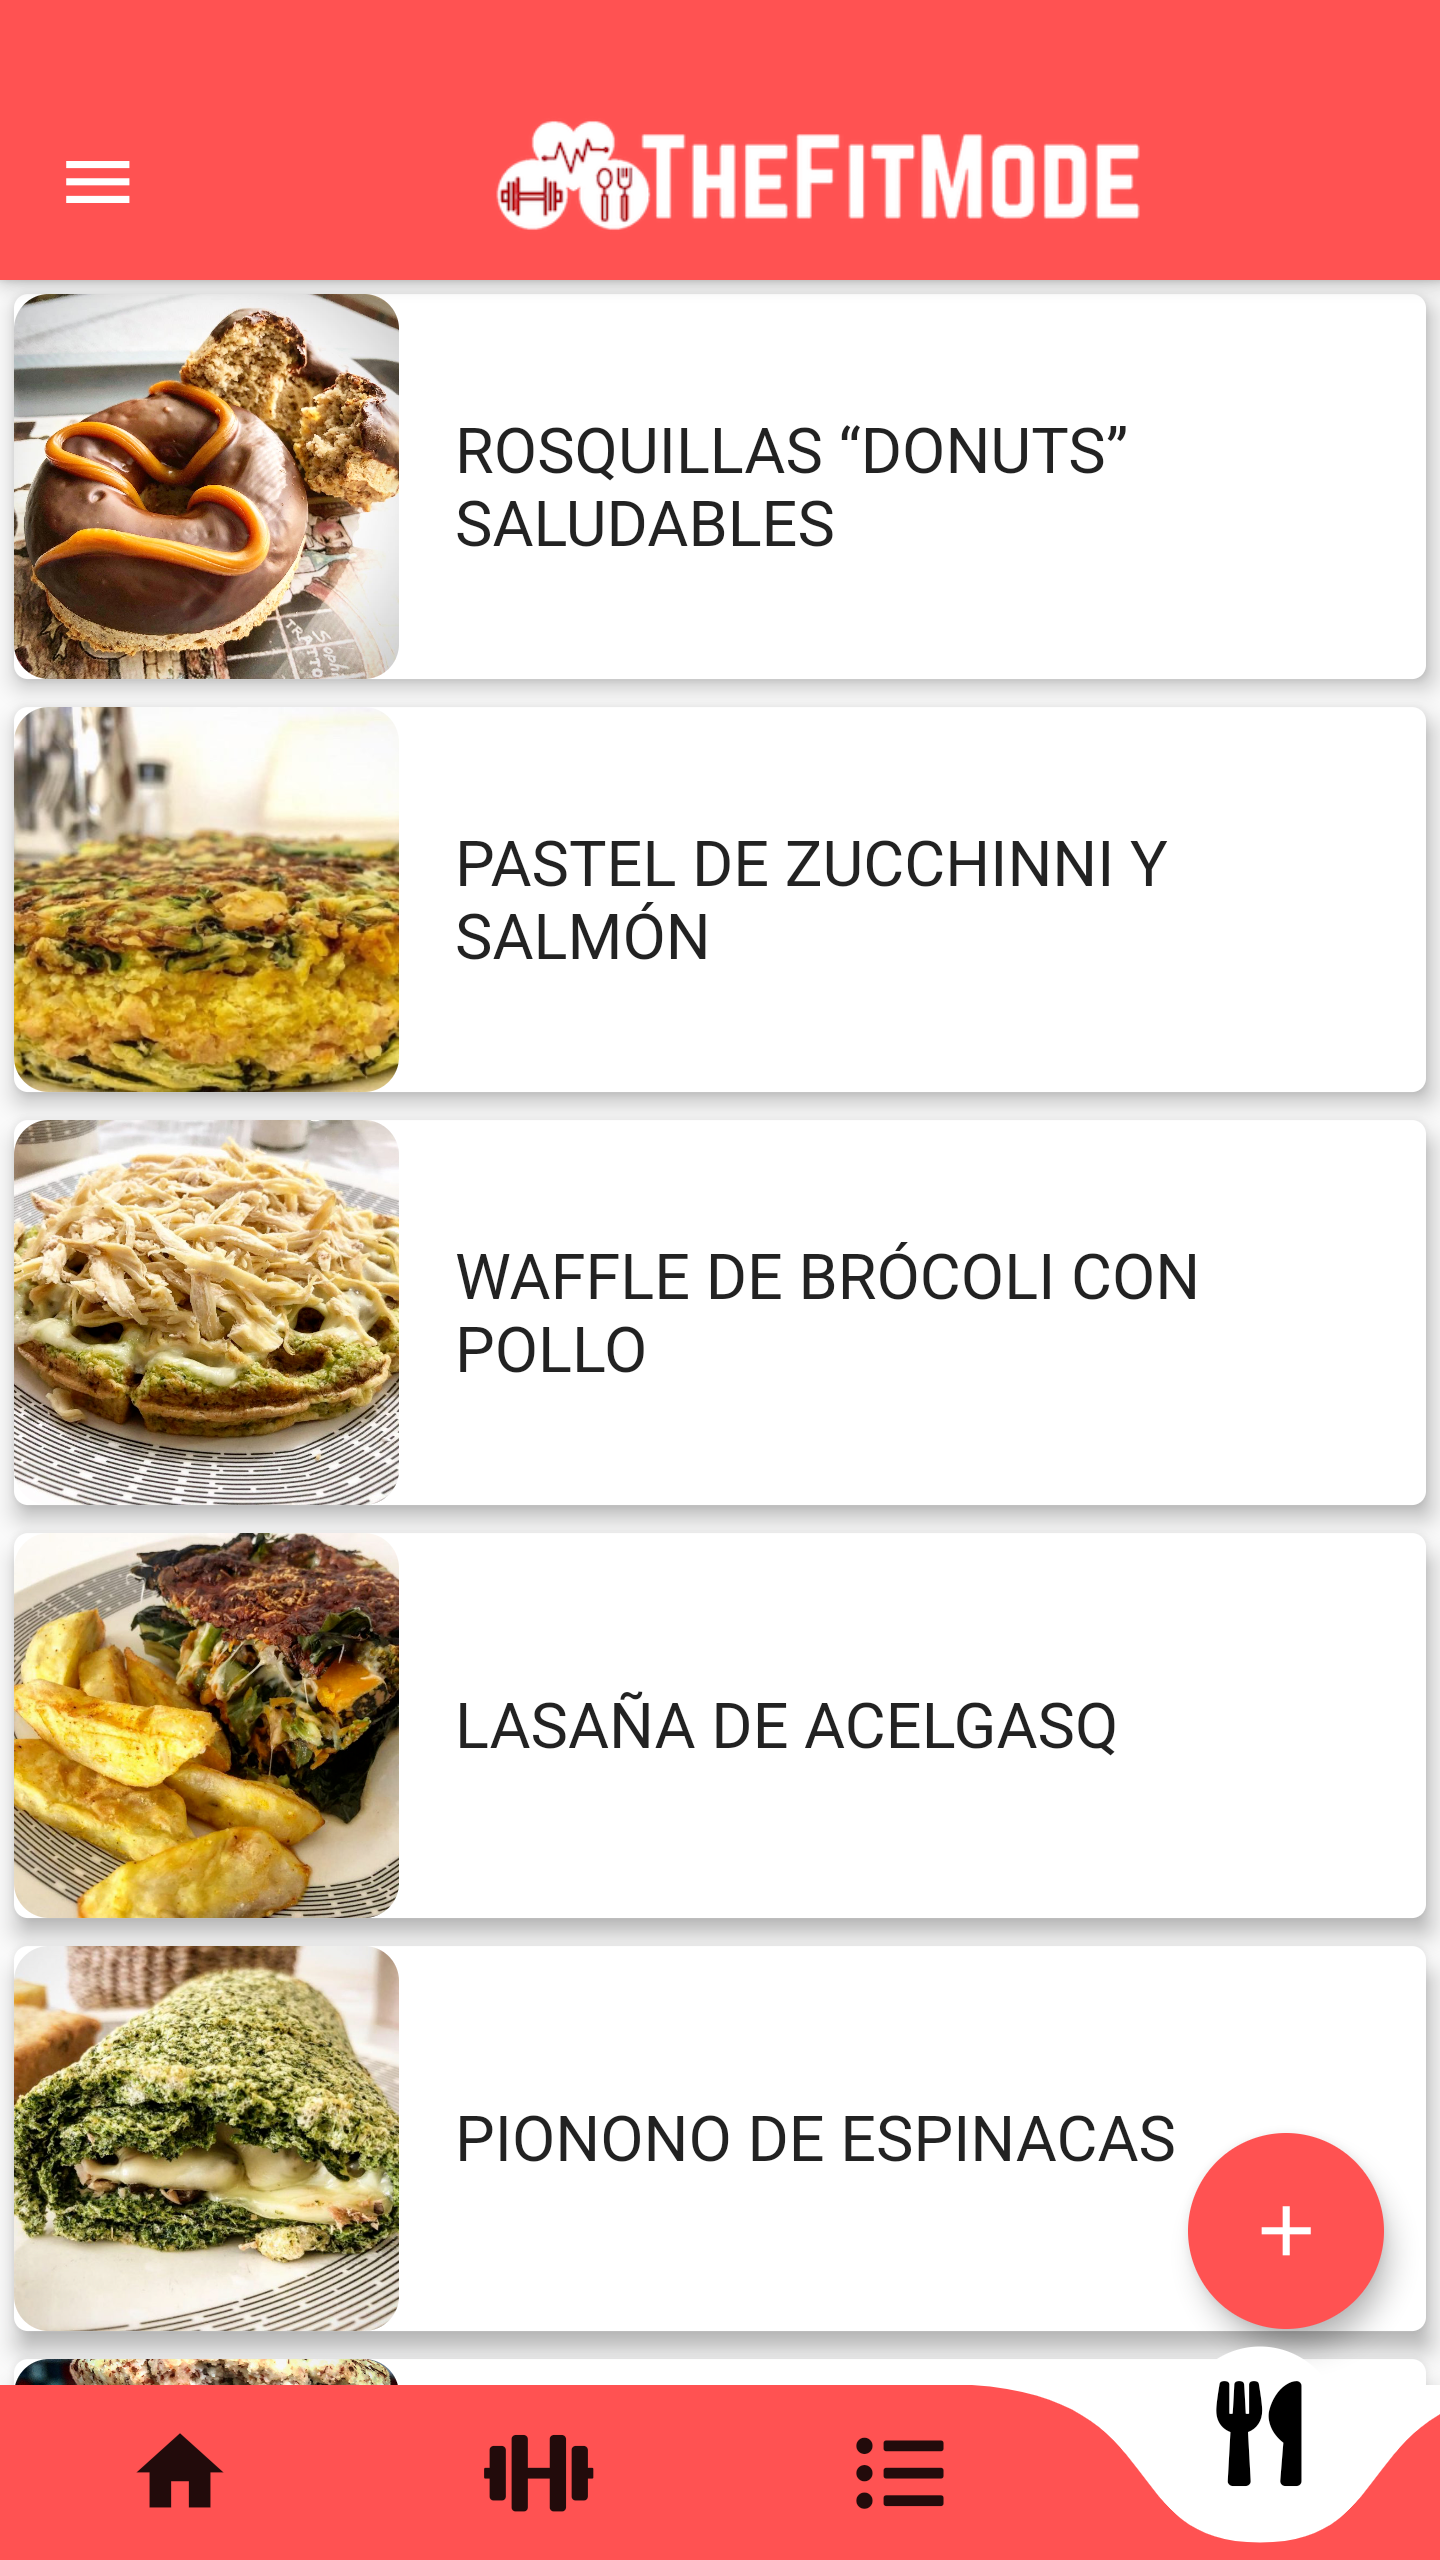 THEFITMODE
ROSQUILLAS “DONUTS”
SALUDABLES
PASTEL DE ZUCCHINNI Y
SALMÓN
WAFFLE DE BRÓCOLI CON
POLLO
LASAÑA DE ACELGASQ
PIONONO DE ESPINACAS